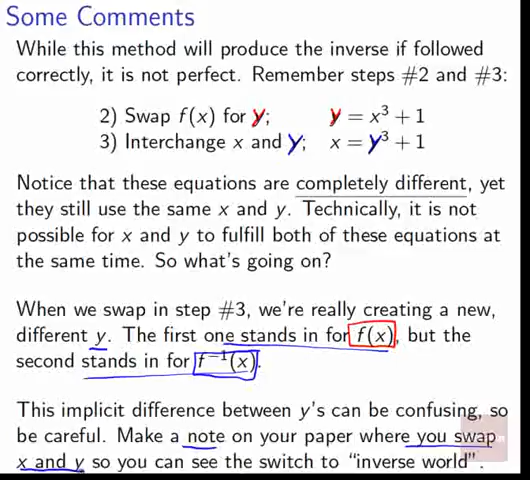 Some Comments
While this method will produce the inverse if followed
correctly, it is not perfect. Remember steps #2 and #3:
2) Swap f(x) for y; y = x³ + 1
3) Interchange x and y; x = y³ + 1
Notice that these equations are completely different, yet
they still use the same x and y. Technically, it is not
possible for x and y to fulfill both of these equations at
the same time. So what's going on?
When we swap in step #3, we're really creating a new,
different y. The first one stands in for f(x), but the
second stands in for f⁻¹(x).
This implicit difference between y's can be confusing, so
be careful. Make a note on your paper where you swap
x and y so you can see the switch to "inverse world".